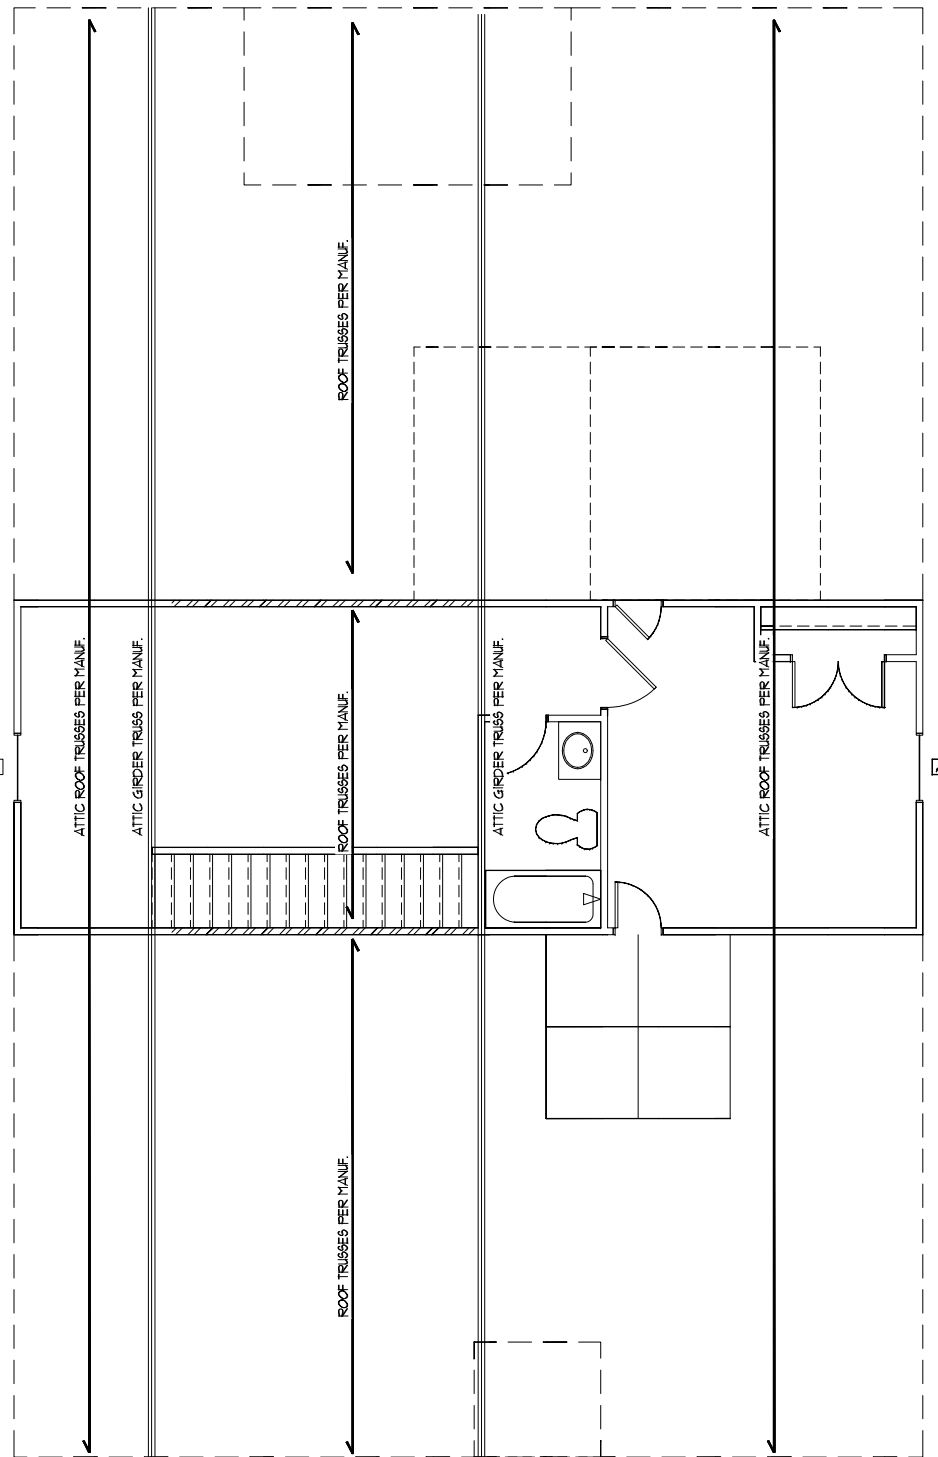 ROOF TRUSSES PER MANUF.
ATTIC ROOF TRUSSES PER MANUF.
ATTIC GIRDER TRUSS PER MANUF.
ROOF TRUSSES PER MANUF.
ATTIC GIRDER TRUSS PER MANUF.
ATTIC ROOF TRUSSES PER MANUF.
ROOF TRUSSES PER MANUF.